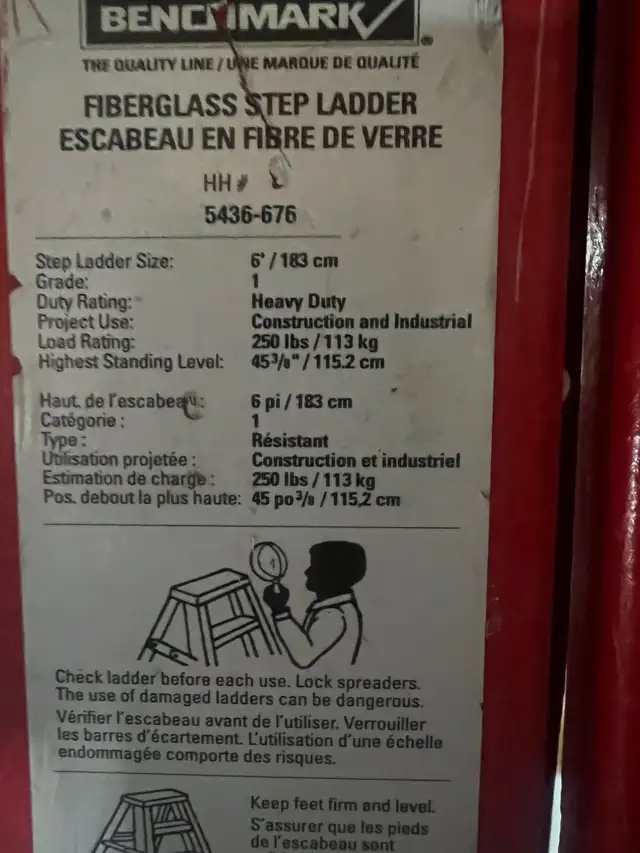 BENCHMARK
®
THE QUALITY LINE / UNE MARQUE DE QUALITÉ
FIBERGLASS STEP LADDER
ESCABEAU EN FIBRE DE VERRE
HH #
5436-676
Step Ladder Size: 6' / 183 cm
Grade: 1
Duty Rating: Heavy Duty
Project Use: Construction and Industrial
Load Rating: 250 lbs / 113 kg
Highest Standing Level: 45 3/8" / 115.2 cm
Haut. de l'escabeau: 6 pi / 183 cm
Catégorie : 1
Type : Résistant
Utilisation projetée : Construction et industriel
Estimation de charge : 250 lbs / 113 kg
Pos. debout la plus haute: 45 po 3/8 / 115,2 cm
Check ladder before each use. Lock spreaders.
The use of damaged ladders can be dangerous.
Vérifier l'escabeau avant de l'utiliser. Verrouiller
les barres d'écartement. L'utilisation d'une échelle
endommagée comporte des risques.
Keep feet firm and level.
S'assurer que les pieds
de l'escabeau sont